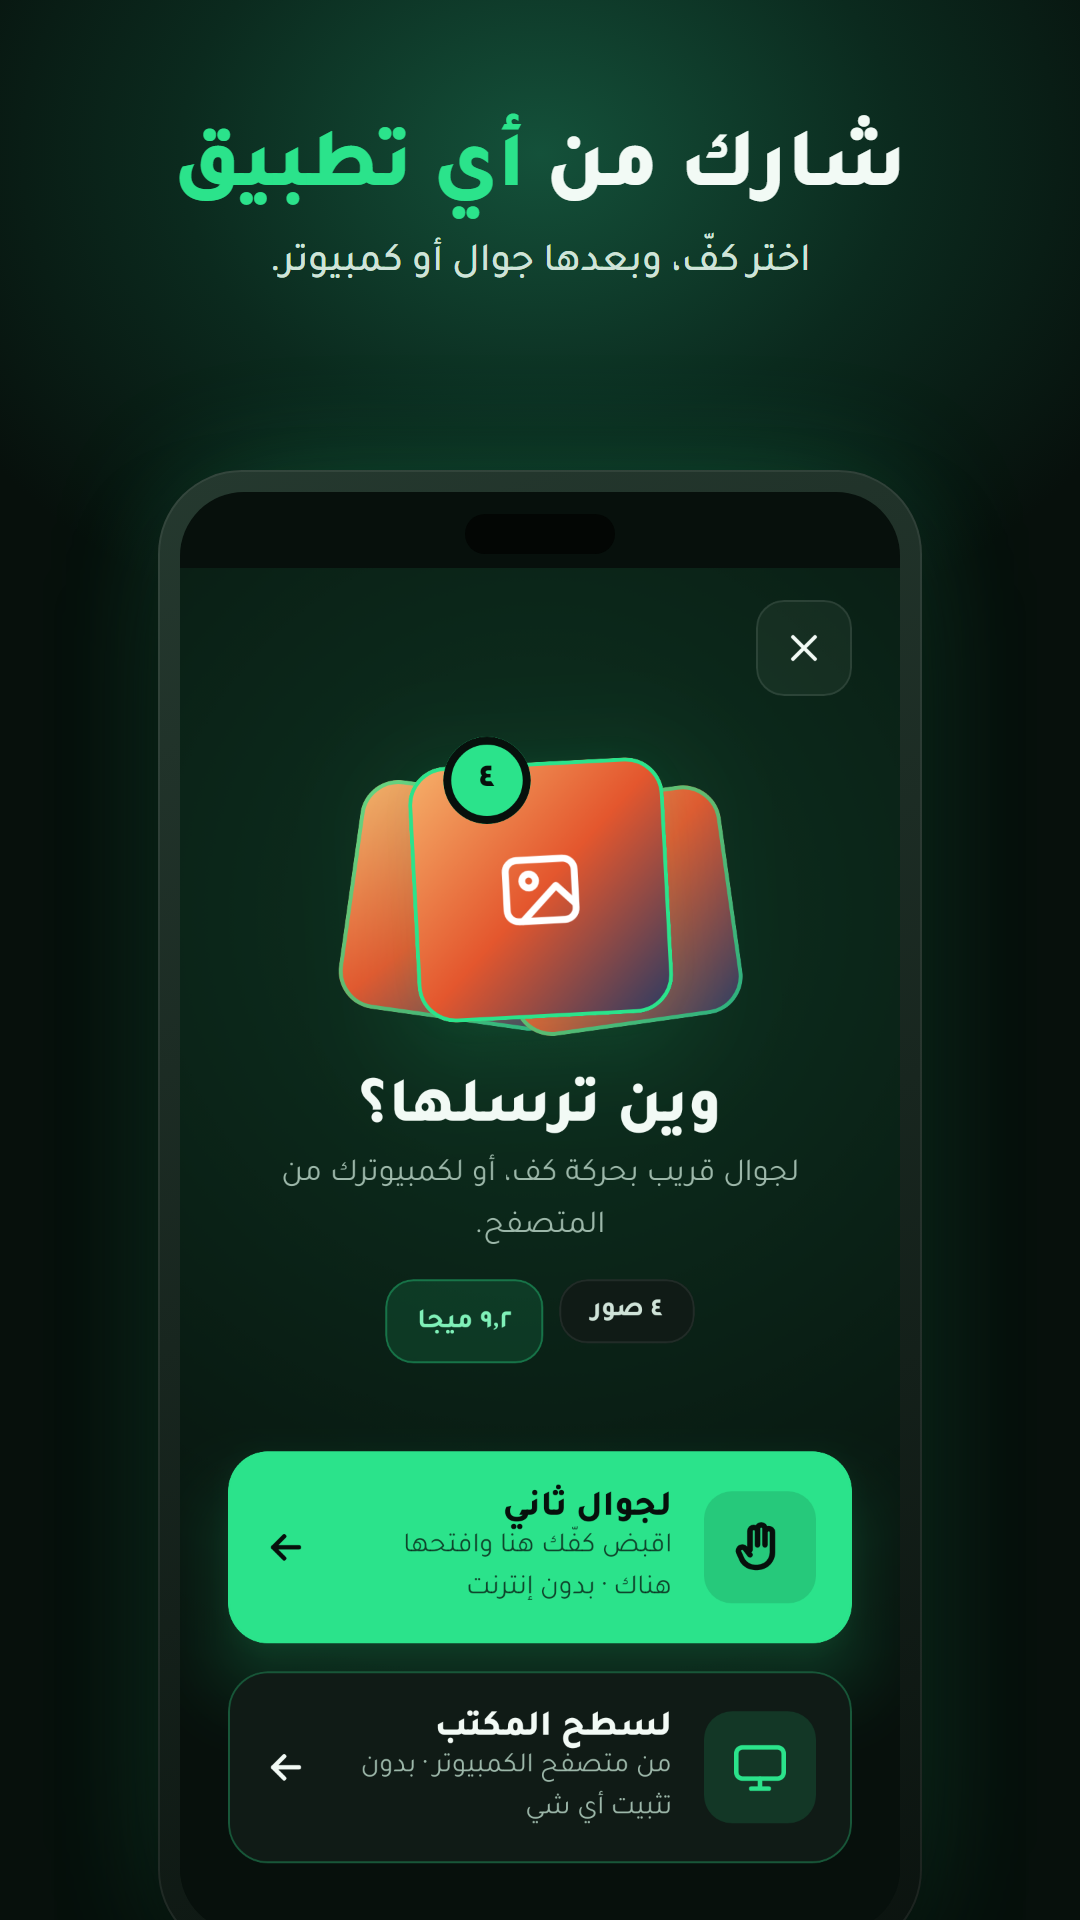 شارك من أي تطبيق
اختر كفّ، وبعدها جوال أو كمبيوتر.
٤
وين ترسلها؟
لجوال قريب بحركة كف، أو لكمبيوترك من
المتصفح.
٤ صور
٩٫٢ ميجا
لجوال ثاني
اقبض كفّك هنا وافتحها
هناك · بدون إنترنت
لسطح المكتب
من متصفح الكمبيوتر · بدون
تثبيت أي شي